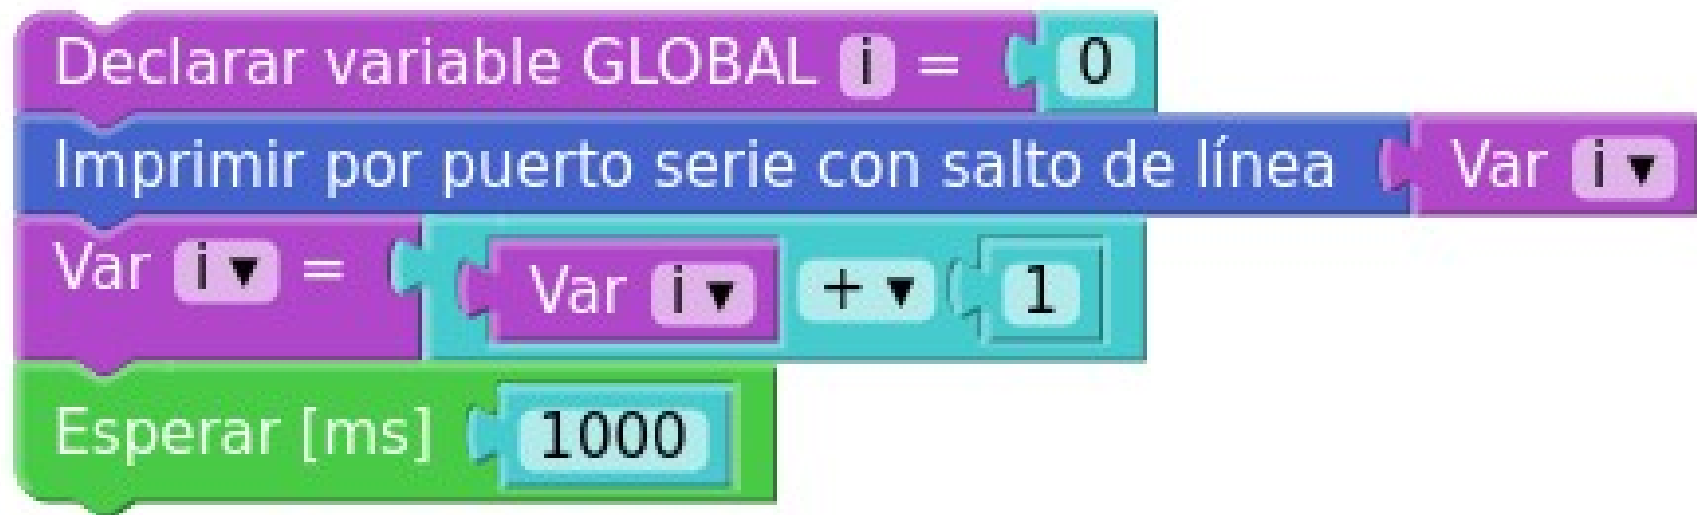 Declarar variable GLOBAL i = 0
Imprimir por puerto serie con salto de línea Var i ▼
Var i ▼ = Var i ▼ + ▼ 1
Esperar [ms] 1000